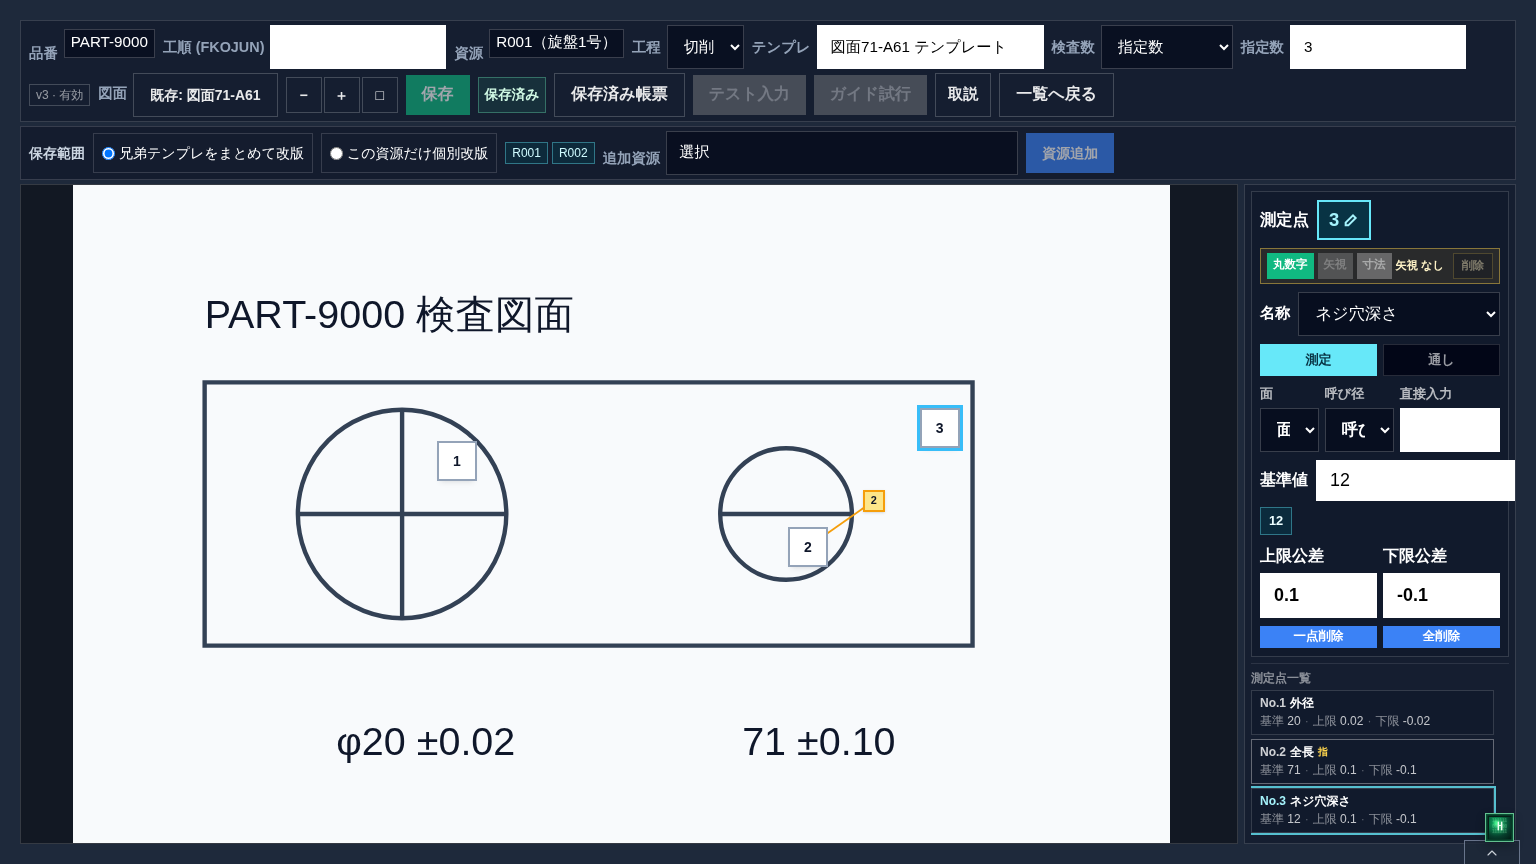 品番 PART-9000 工順 (FKOJUN) 資源 R001（旋盤1号） 工程 切削 テンプレ 図面71-A61 テンプレート 検査数 指定数 指定数 3
v3 · 有効 図面 既存: 図面71-A61 − + □ 保存 保存済み 保存済み帳票 テスト入力 ガイド試行 取説 一覧へ戻る
保存範囲 兄弟テンプレをまとめて改版 この資源だけ個別改版 R001 R002 追加資源 選択 資源追加
PART-9000 検査図面
1
3
2
2
φ20 ±0.02
71 ±0.10
測定点 3
丸数字 矢視 寸法 矢視 なし 削除
名称 ネジ穴深さ
測定 通し
面 呼び径 直接入力
面
基準値 12
12
上限公差 下限公差
0.1 -0.1
一点削除 全削除
測定点一覧
No.1 外径
基準 20 · 上限 0.02 · 下限 -0.02
No.2 全長 指
基準 71 · 上限 0.1 · 下限 -0.1
No.3 ネジ穴深さ
基準 12 · 上限 0.1 · 下限 -0.1